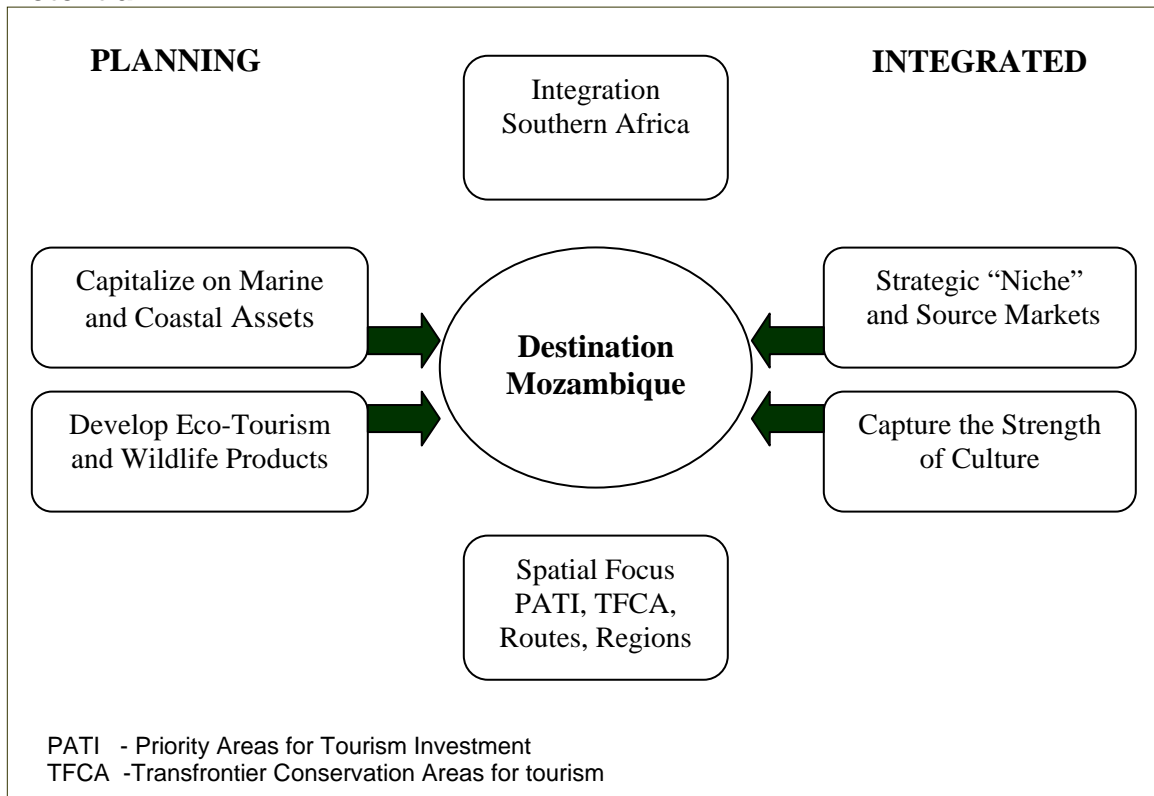 PLANNING
INTEGRATED
Integration
Southern Africa
Capitalize on Marine
and Coastal Assets
Strategic “Niche”
and Source Markets
Destination
Mozambique
Develop Eco-Tourism
and Wildlife Products
Capture the Strength
of Culture
Spatial Focus
PATI, TFCA,
Routes, Regions
PATI - Priority Areas for Tourism Investment
TFCA -Transfrontier Conservation Areas for tourism